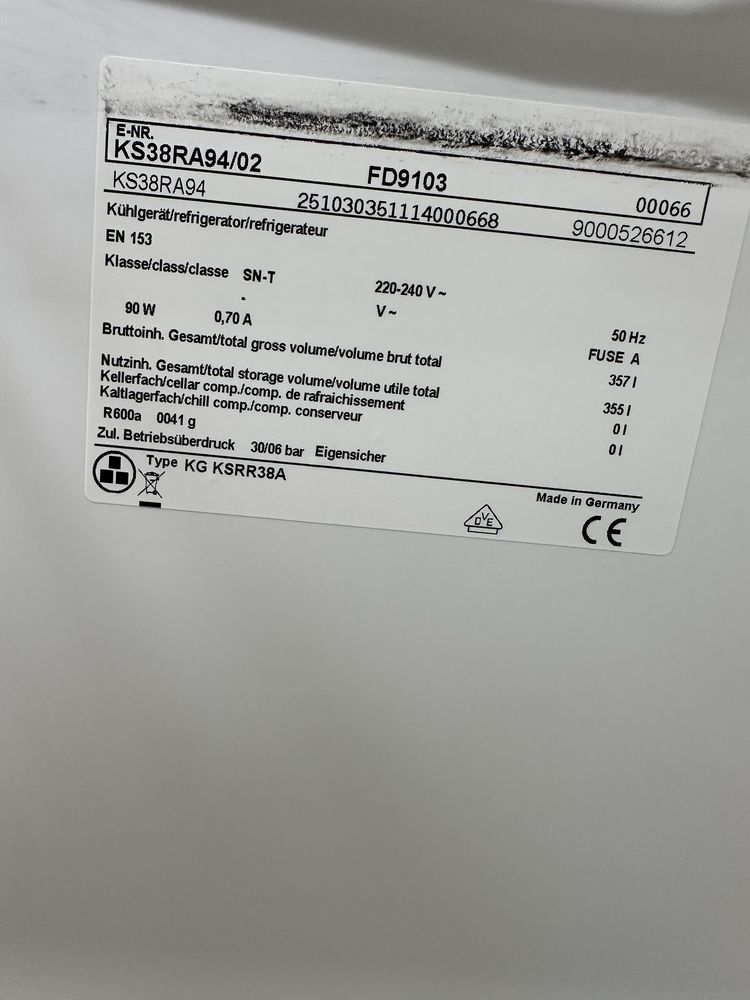 E-NR.
KS38RA94/02 FD9103 00066
KS38RA94 251030351114000668 9000526612
Kühlgerät/refrigerator/refrigerateur
EN 153
Klasse/class/classe SN-T 220-240 V ~ 50 Hz
- V ~ FUSE A
90 W 0,70 A
Bruttoinh. Gesamt/total gross volume/volume brut total 357 l
Nutzinh. Gesamt/total storage volume/volume utile total 355 l
Kellerfach/cellar comp./comp. de rafraichissement 0 l
Kaltlagerfach/chill comp./comp. conserveur 0 l
R600a 0041 g
Zul. Betriebsüberdruck 30/06 bar Eigensicher
Type KG KSRR38A
Made in Germany
DVE
CE